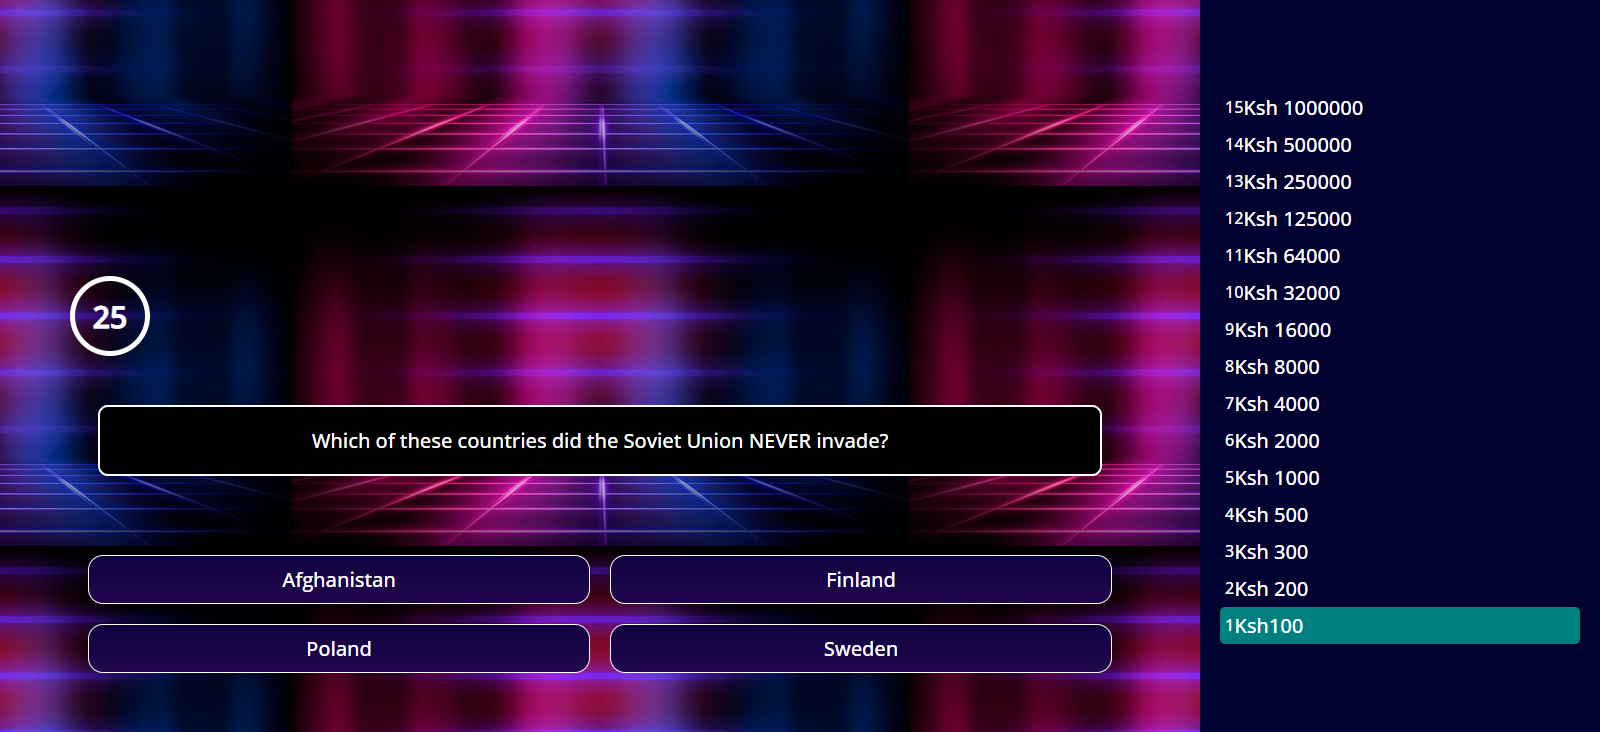 25
Which of these countries did the Soviet Union NEVER invade?
Afghanistan
Finland
Poland
Sweden
15Ksh 1000000
14Ksh 500000
13Ksh 250000
12Ksh 125000
11Ksh 64000
10Ksh 32000
9Ksh 16000
8Ksh 8000
7Ksh 4000
6Ksh 2000
5Ksh 1000
4Ksh 500
3Ksh 300
2Ksh 200
1Ksh100